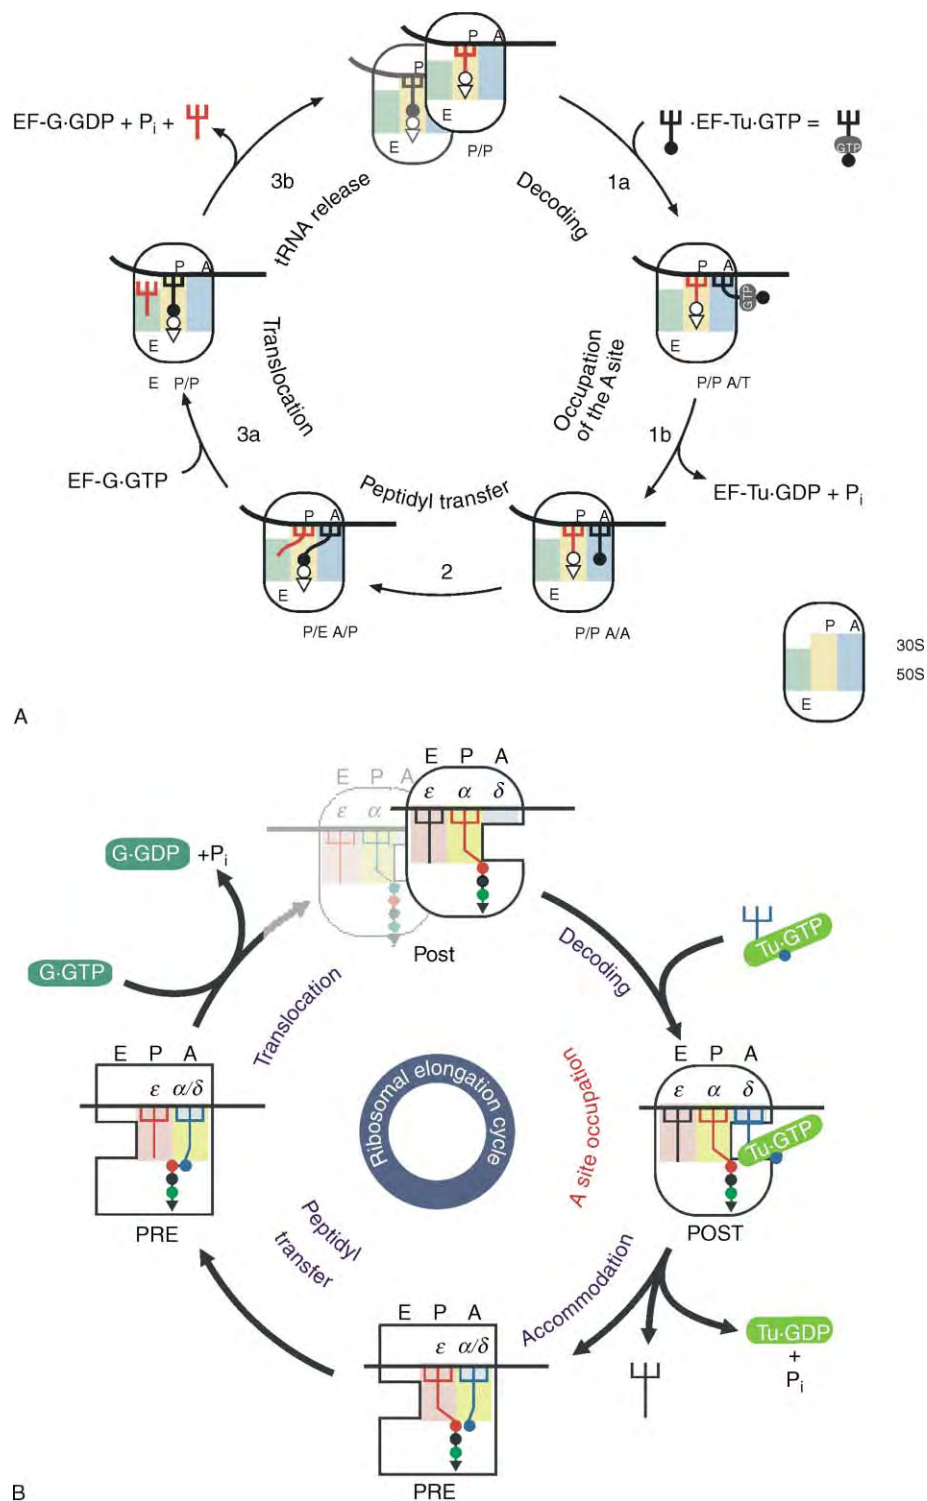 P A
P
E
E
P/P
EF-G·GDP + Pi +
·EF-Tu·GTP =
GTP
3b
1a
tRNA release
Decoding
P A
E
E P/P
P A
GTP
E
P/P A/T
Translocation
Occupation
of the A site
3a
1b
EF-G·GTP
EF-Tu·GDP + Pi
Peptidyl transfer
P A
E
P/E A/P
2
P A
E
P/P A/A
P A
30S
50S
E
A
E P A
E P A
ε α δ
ε α
Post
G·GDP +Pi
G·GTP
Tu·GTP
Decoding
Translocation
E P A
ε α/δ
PRE
Ribosomal elongation cycle
A site occupation
E P A
ε α δ
Tu·GTP
POST
Peptidyl
transfer
Accommodation
E P A
ε α/δ
PRE
Tu·GDP
+
Pi
B